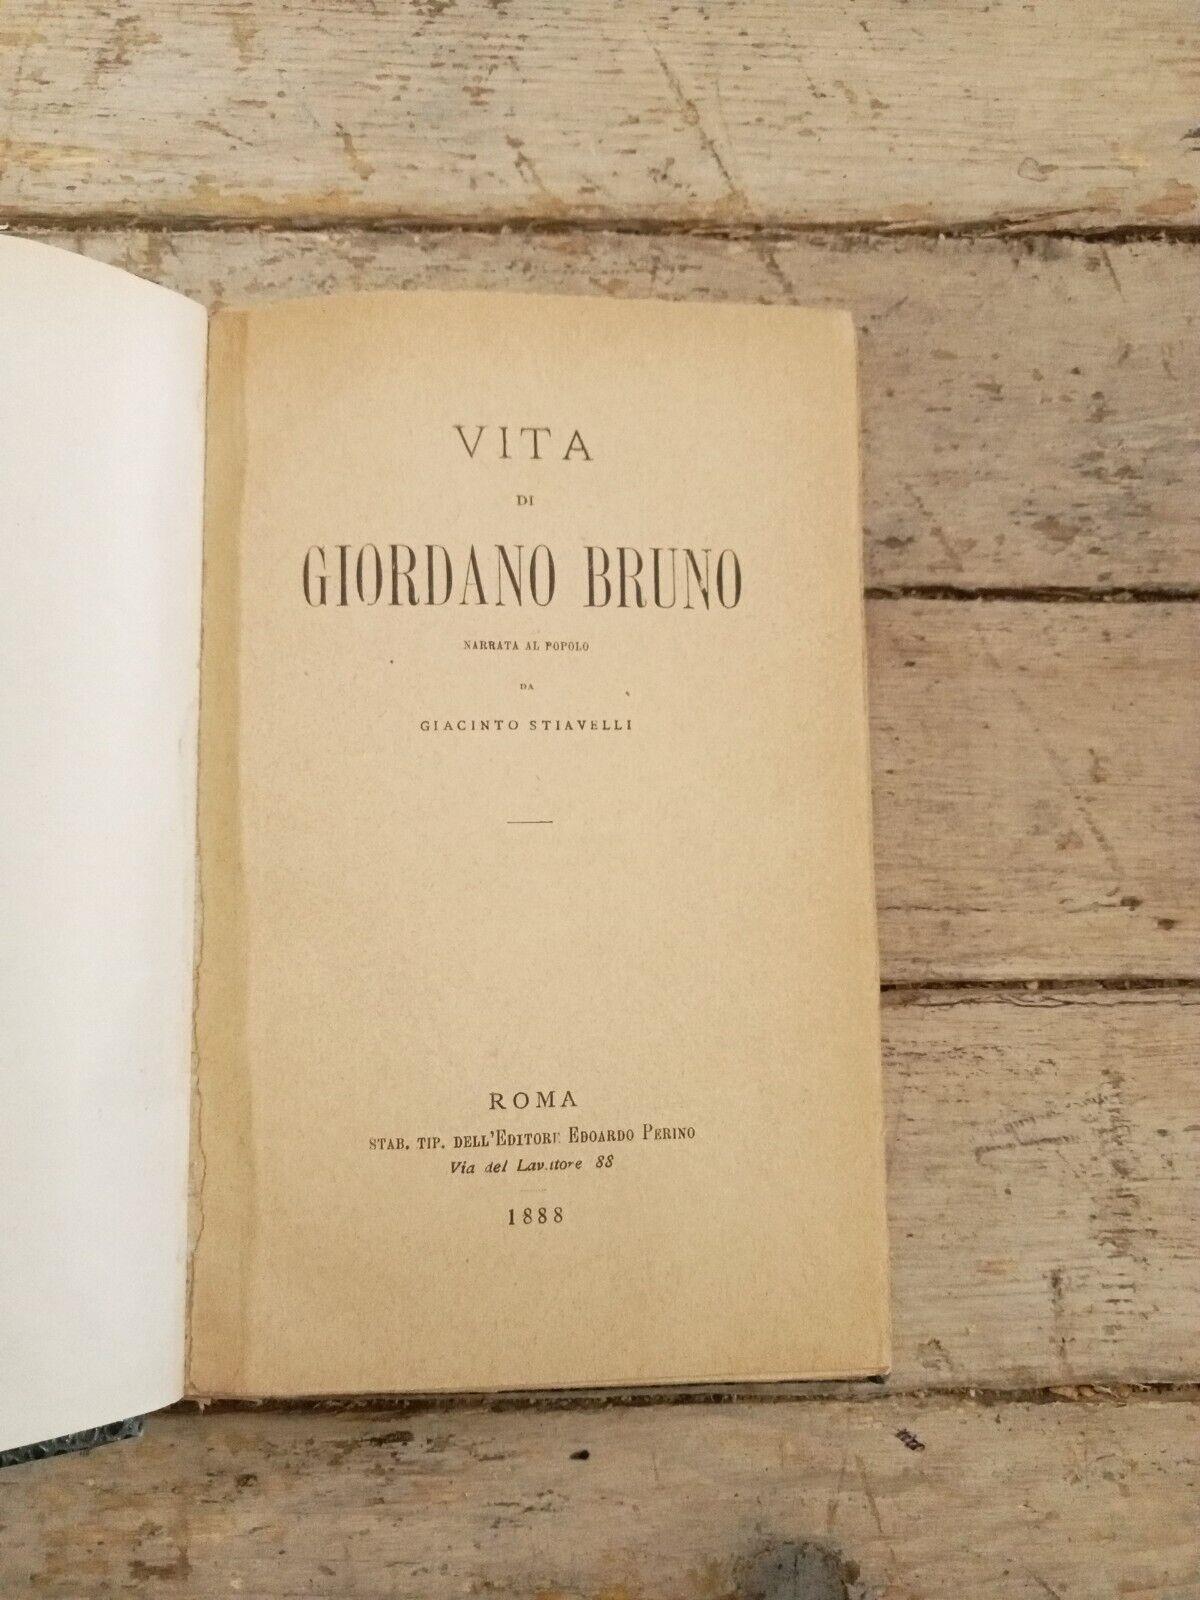 VITA
DI
GIORDANO BRUNO
NARRATA AL POPOLO
DA
GIACINTO STIAVELLI
ROMA
STAB. TIP. DELL'EDITORE EDOARDO PERINO
Via del Lavatore 88
1888